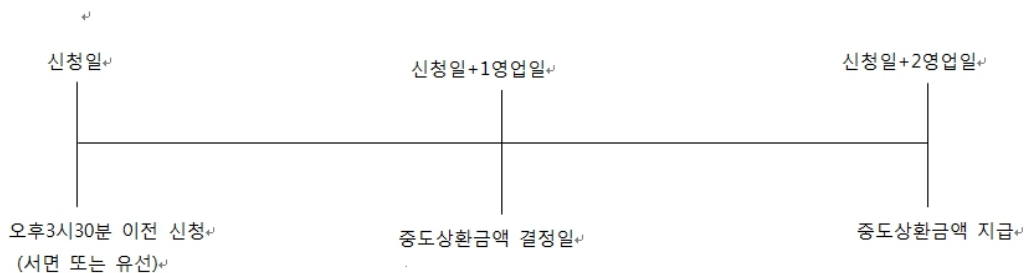 신청일
신청일+1영업일
신청일+2영업일
오후3시30분 이전 신청
(서면 또는 유선)
중도상환금액 결정일
중도상환금액 지급